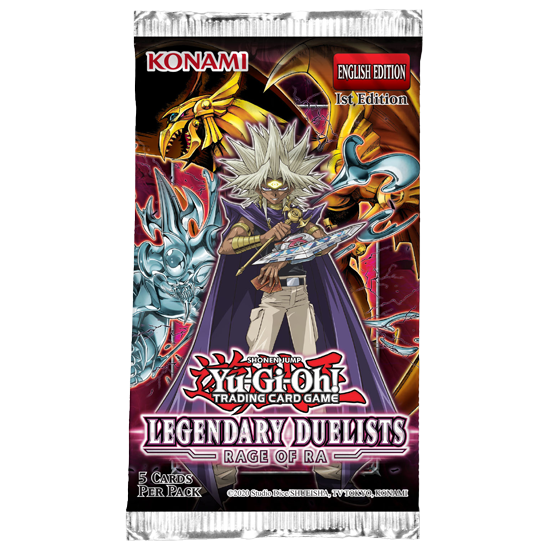 KONAMI
ENGLISH EDITION
1st Edition
SHONEN JUMP
Yu-Gi-Oh!
TRADING CARD GAME
LEGENDARY DUELISTS
RAGE OF RA
5 CARDS
PER PACK
©2020 Studio Dice/SHUEISHA, TV TOKYO, KONAMI